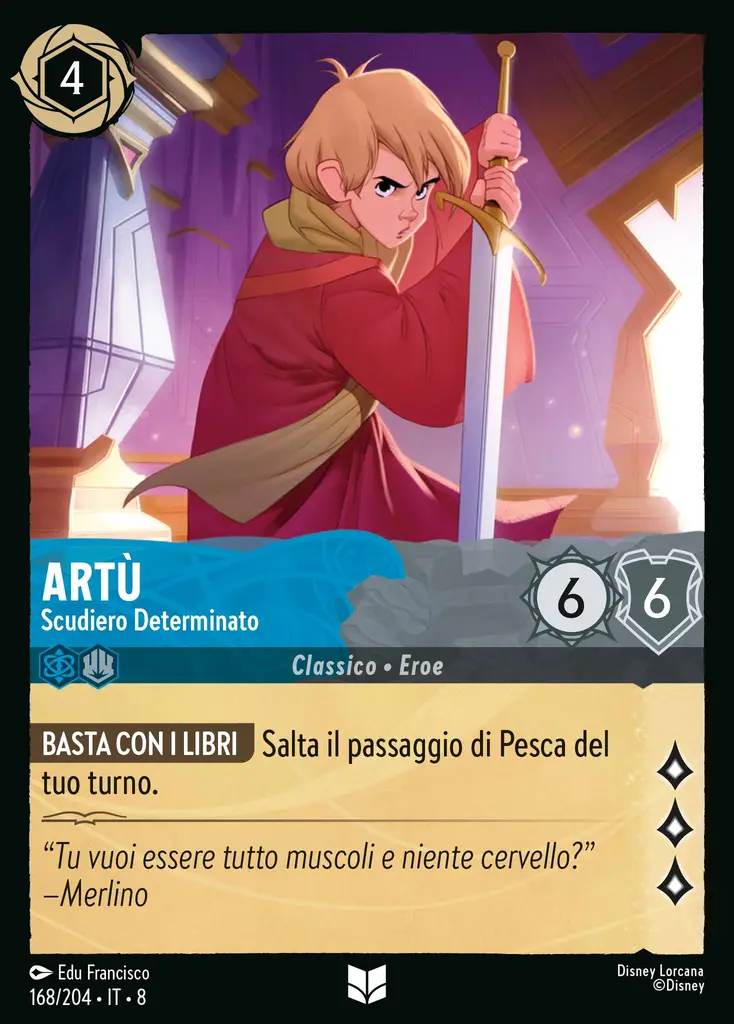 4
ARTÙ
Scudiero Determinato
6
6
Classico • Eroe
BASTA CON I LIBRI Salta il passaggio di Pesca del
tuo turno.
“Tu vuoi essere tutto muscoli e niente cervello?”
–Merlino
Edu Francisco
168/204 • IT • 8
Disney Lorcana
©Disney